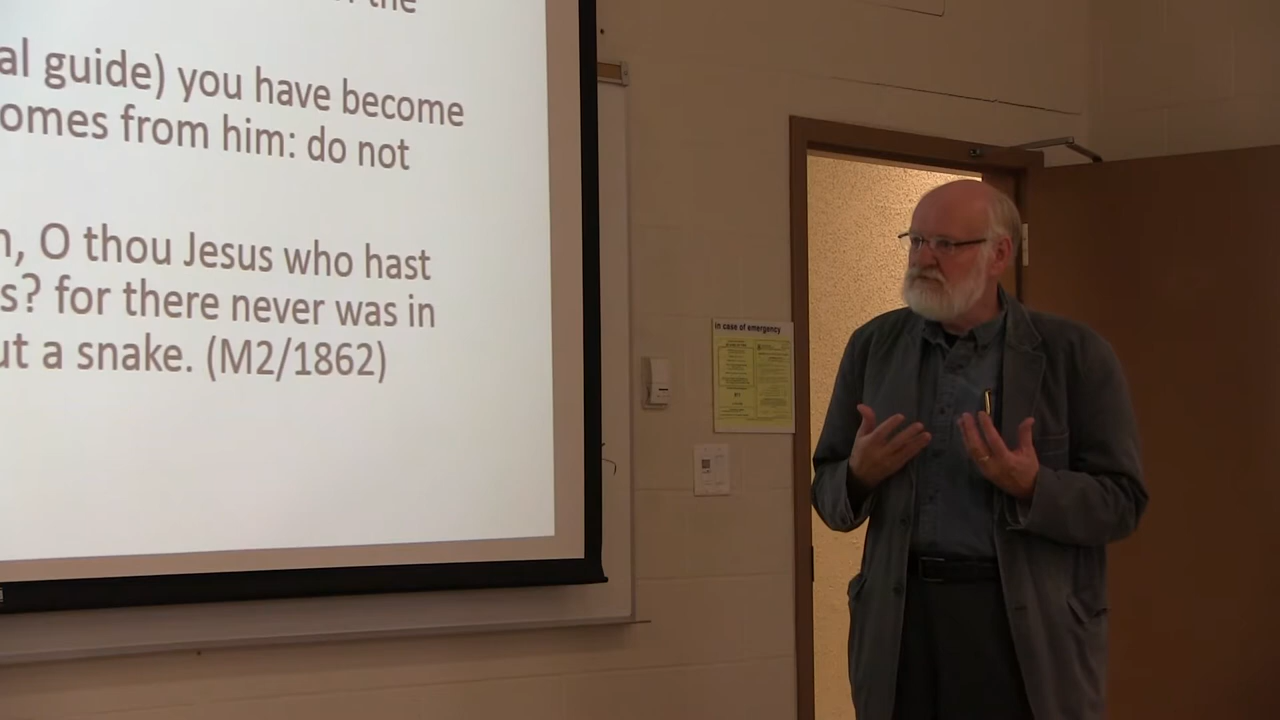 the
al guide) you have become
omes from him: do not
n, O thou Jesus who hast
s? for there never was in
ut a snake. (M2/1862)
in case of emergency